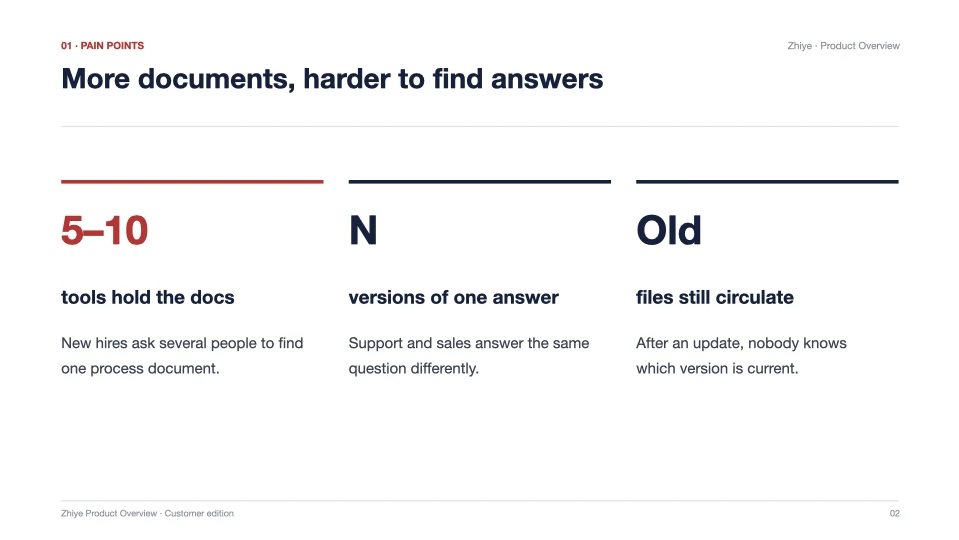 01 · PAIN POINTS
Zhiye · Product Overview
More documents, harder to find answers
5–10
tools hold the docs
New hires ask several people to find
one process document.
N
versions of one answer
Support and sales answer the same
question differently.
Old
files still circulate
After an update, nobody knows
which version is current.
Zhiye Product Overview · Customer edition
02